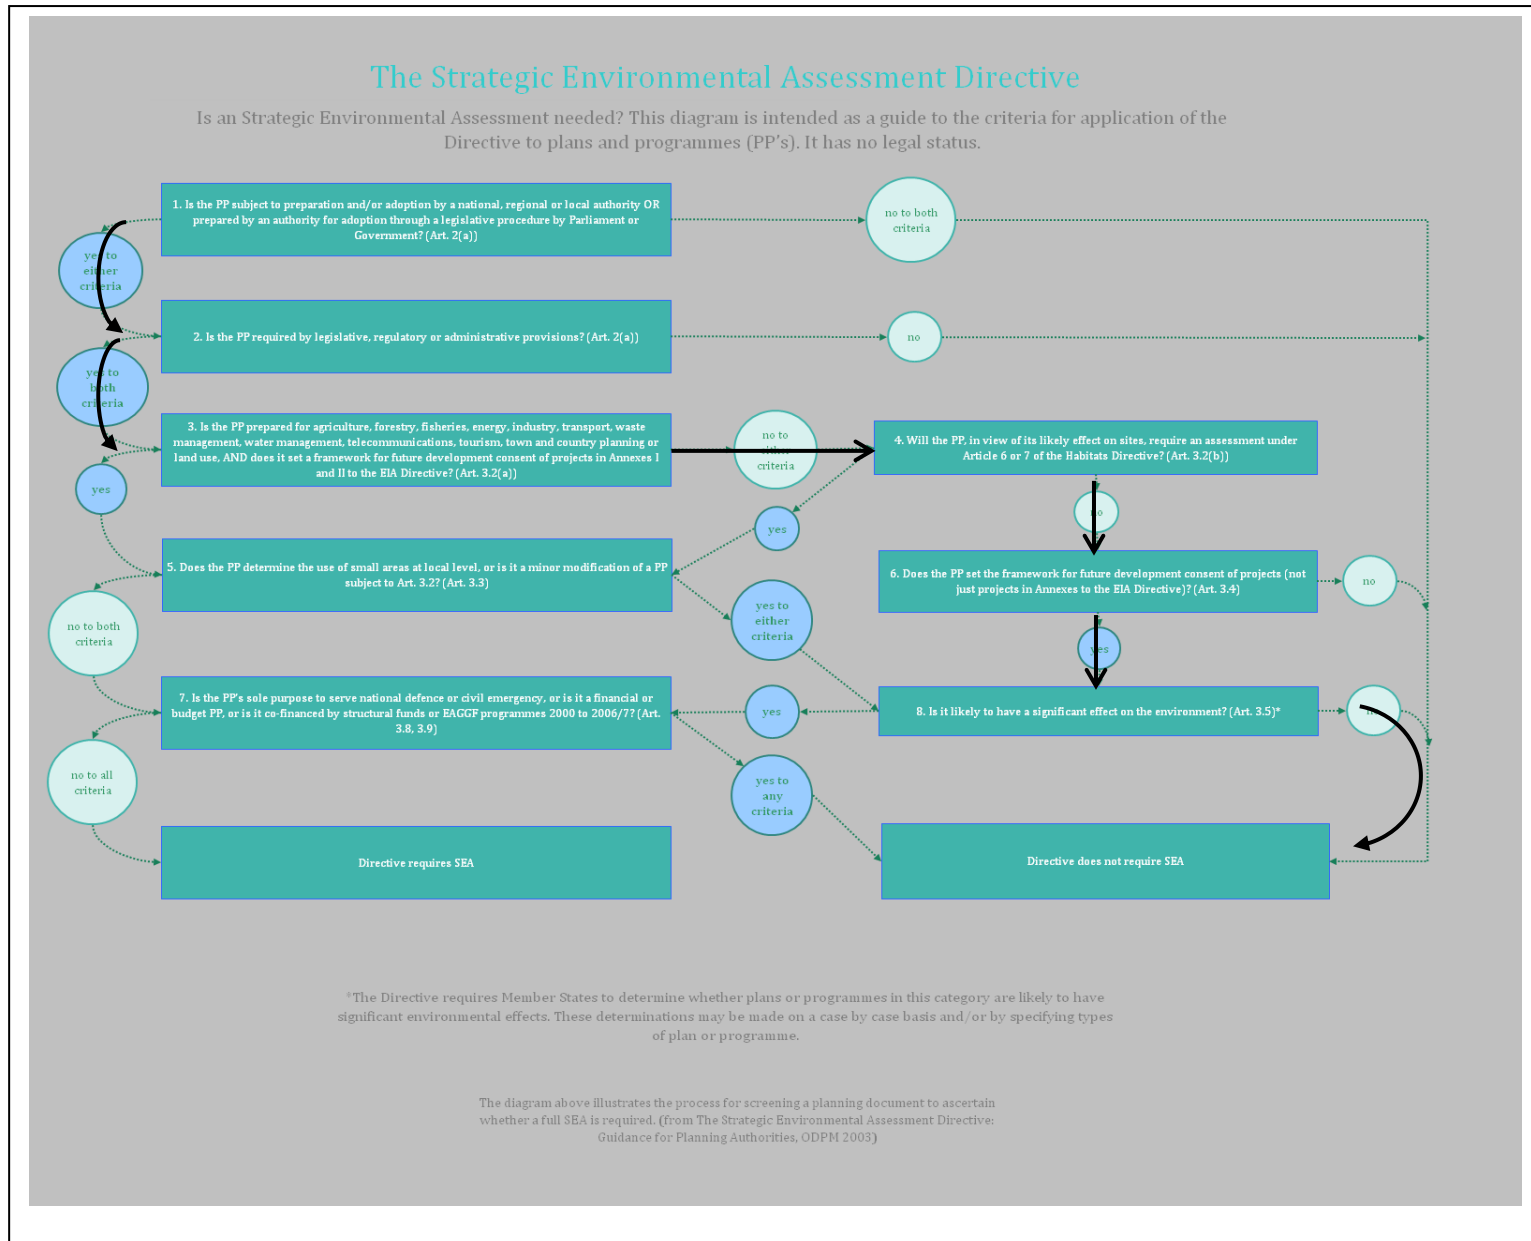 The Strategic Environmental Assessment Directive
Is an Strategic Environmental Assessment needed? This diagram is intended as a guide to the criteria for application of the
Directive to plans and programmes (PP's). It has no legal status.
1. Is the PP subject to preparation and/or adoption by a national, regional or local authority OR
prepared by an authority for adoption through a legislative procedure by Parliament or
Government? (Art. 2(a))
no to both
criteria
yes to
either
criteria
2. Is the PP required by legislative, regulatory or administrative provisions? (Art. 2(a))
no
yes to
both
criteria
3. Is the PP prepared for agriculture, forestry, fisheries, energy, industry, transport, waste
management, water management, telecommunications, tourism, town and country planning or
land use, AND does it set a framework for future development consent of projects in Annexes I
and II to the EIA Directive? (Art. 3.2(a))
no to
either
criteria
4. Will the PP, in view of its likely effect on sites, require an assessment under
Article 6 or 7 of the Habitats Directive? (Art. 3.2(b))
yes
no
yes
5. Does the PP determine the use of small areas at local level, or is it a minor modification of a PP
subject to Art. 3.2? (Art. 3.3)
6. Does the PP set the framework for future development consent of projects (not
just projects in Annexes to the EIA Directive)? (Art. 3.4)
no
no to both
criteria
yes to
either
criteria
yes
7. Is the PP's sole purpose to serve national defence or civil emergency, or is it a financial or
budget PP, or is it co-financed by structural funds or EAGGF programmes 2000 to 2006/7? (Art.
3.8, 3.9)
yes
8. Is it likely to have a significant effect on the environment? (Art. 3.5)*
no
no to all
criteria
yes to
any
criteria
Directive requires SEA
Directive does not require SEA
*The Directive requires Member States to determine whether plans or programmes in this category are likely to have
significant environmental effects. These determinations may be made on a case by case basis and/or by specifying types
of plan or programme.
The diagram above illustrates the process for screening a planning document to ascertain
whether a full SEA is required. (from The Strategic Environmental Assessment Directive:
Guidance for Planning Authorities, ODPM 2003)